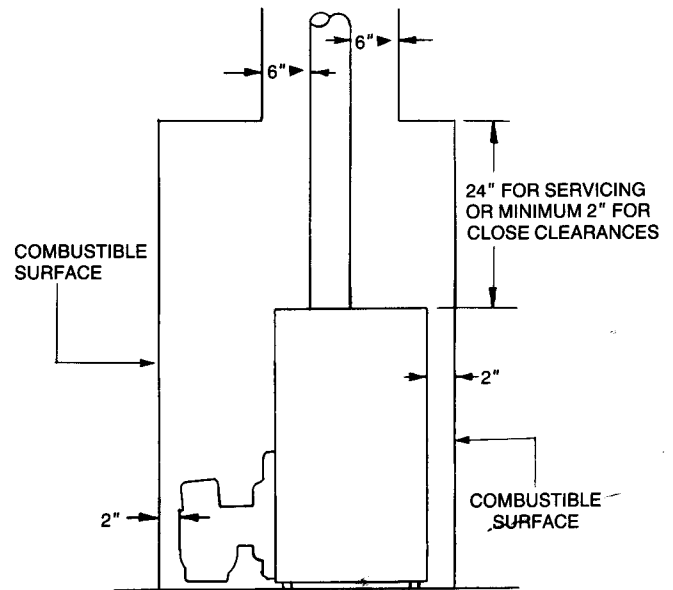 6"
6"
24" FOR SERVICING
OR MINIMUM 2" FOR
CLOSE CLEARANCES
COMBUSTIBLE
SURFACE
2"
COMBUSTIBLE
SURFACE
2"